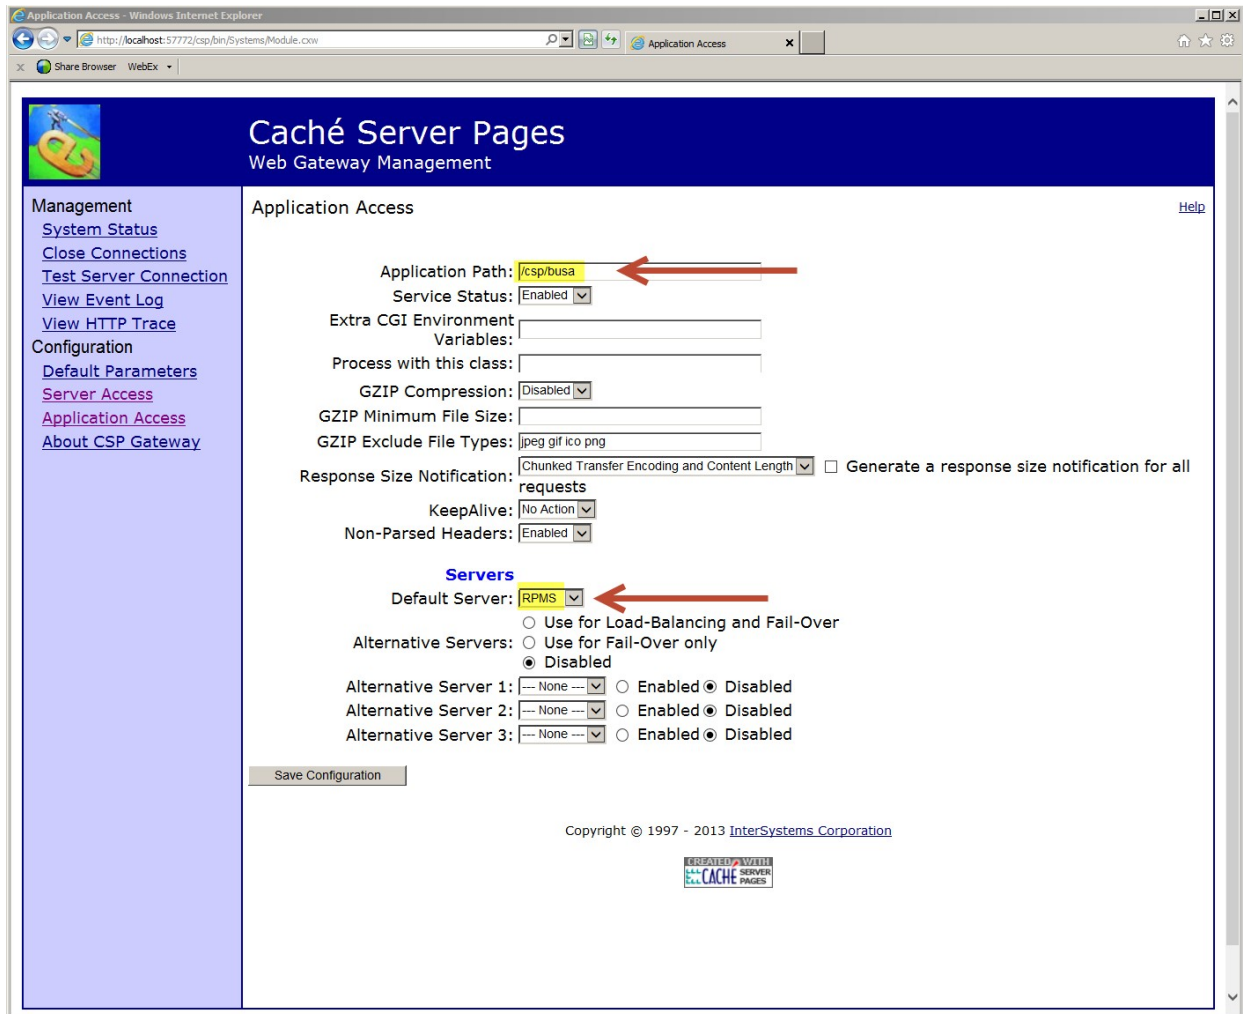 Application Access - Windows Internet Explorer
http://localhost:57772/csp/bin/Systems/Module.cxw
Application Access
x Share Browser WebEx
Caché Server Pages
Web Gateway Management
Management
System Status
Close Connections
Test Server Connection
View Event Log
View HTTP Trace
Configuration
Default Parameters
Server Access
Application Access
About CSP Gateway
Application Access Help
Application Path: /csp/busa
Service Status: Enabled
Extra CGI Environment
Variables:
Process with this class:
GZIP Compression: Disabled
GZIP Minimum File Size:
GZIP Exclude File Types: jpeg gif ico png
Response Size Notification: Chunked Transfer Encoding and Content Length Generate a response size notification for all
requests
KeepAlive: No Action
Non-Parsed Headers: Enabled
Servers
Default Server: RPMS
Use for Load-Balancing and Fail-Over
Alternative Servers: Use for Fail-Over only
Disabled
Alternative Server 1: --- None --- Enabled Disabled
Alternative Server 2: --- None --- Enabled Disabled
Alternative Server 3: --- None --- Enabled Disabled
Save Configuration
Copyright © 1997 - 2013 InterSystems Corporation
CREATED WITH
CACHÉ SERVER PAGES